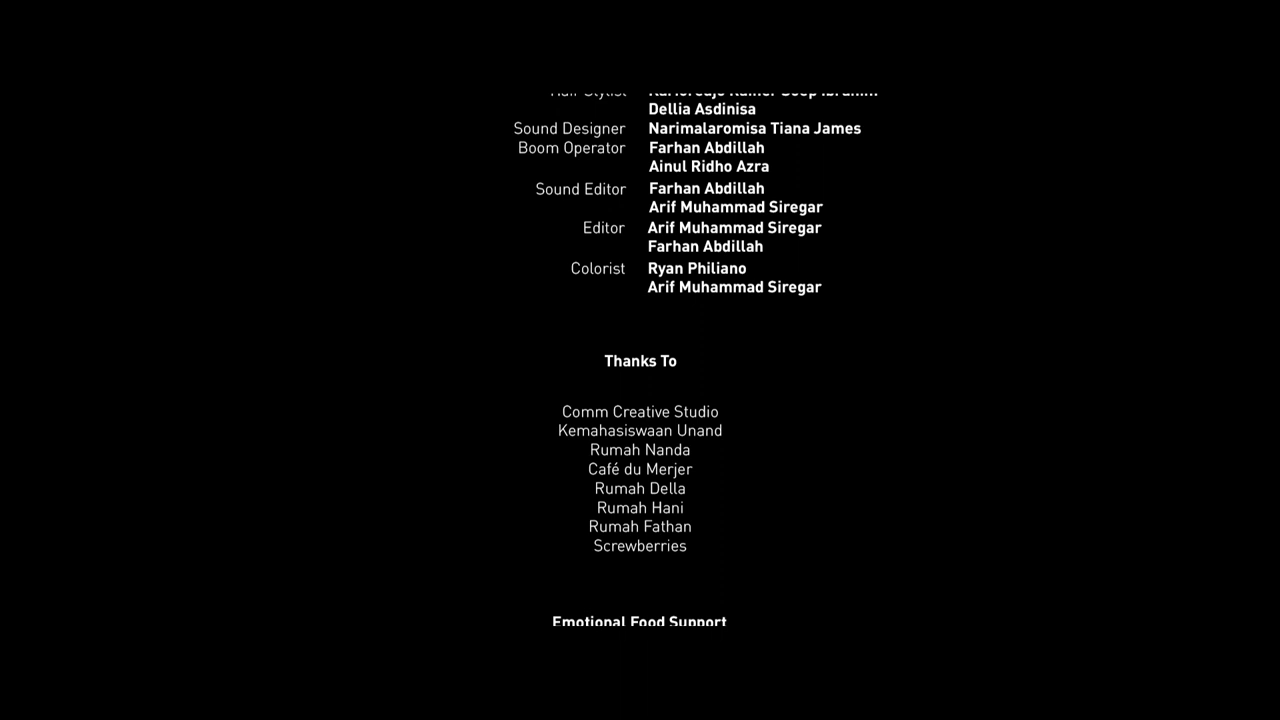 Hair Stylist
Dellia Asdinisa
Sound Designer Narimalaromisa Tiana James
Boom Operator Farhan Abdillah
Ainul Ridho Azra
Sound Editor Farhan Abdillah
Arif Muhammad Siregar
Editor Arif Muhammad Siregar
Farhan Abdillah
Colorist Ryan Philiano
Arif Muhammad Siregar
Thanks To
Comm Creative Studio
Kemahasiswaan Unand
Rumah Nanda
Café du Merjer
Rumah Della
Rumah Hani
Rumah Fathan
Screwberries
Emotional Food Support